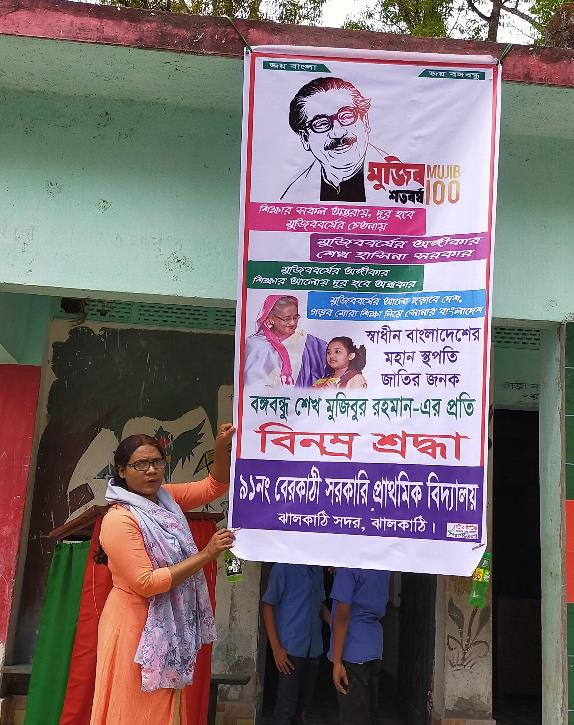 জয় বাংলা
জয় বঙ্গবন্ধু
মুজিব MUJIB
শতবর্ষ 100
শিক্ষার সকল অন্তরায়, দূর হবে
মুজিববর্ষের চেতনায়
মুজিববর্ষের অঙ্গীকার
শেখ হাসিনা সরকার
মুজিববর্ষের অঙ্গীকার
শিক্ষার আলোয় দূর হবে অন্ধকার
মুজিববর্ষের আলো ছড়াবে দেশ,
গড়ব মোরা শিক্ষা নিয়ে সোনার বাংলাদেশ
স্বাধীন বাংলাদেশের
মহান স্থপতি
জাতির জনক
বঙ্গবন্ধু শেখ মুজিবুর রহমান-এর প্রতি
বিনম্র শ্রদ্ধা
৯১নং বেরকাঠী সরকারি প্রাথমিক বিদ্যালয়
ঝালকাঠি সদর, ঝালকাঠি।